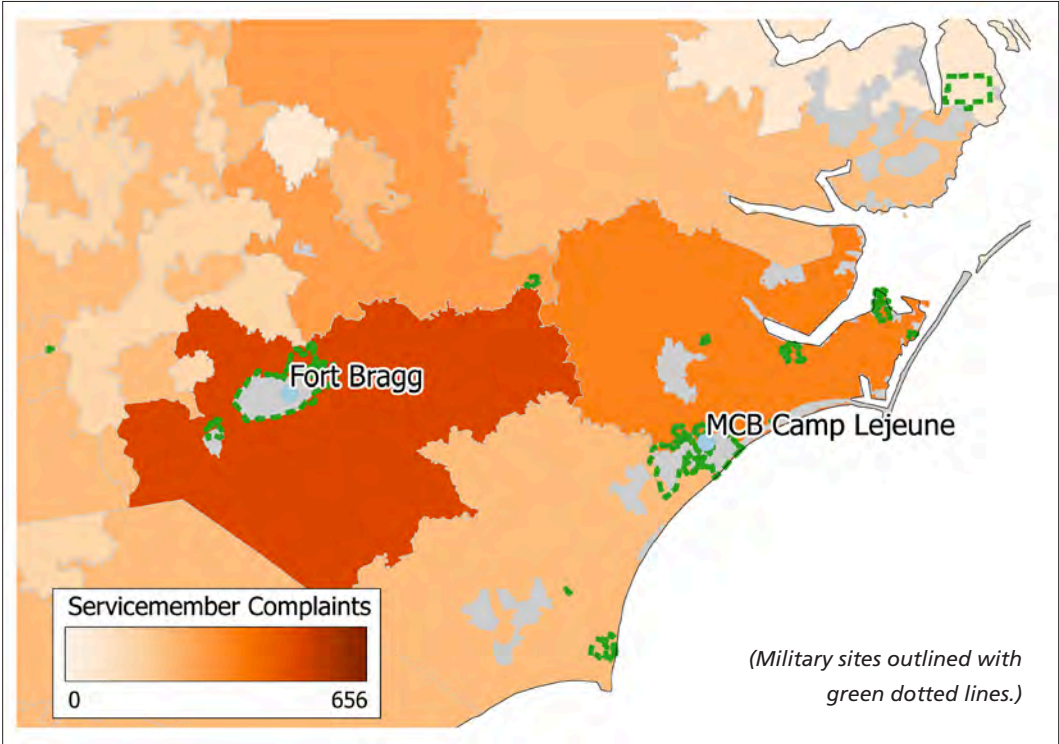 Fort Bragg
MCB Camp Lejeune
Servicemember Complaints
0 656
(Military sites outlined with
green dotted lines.)